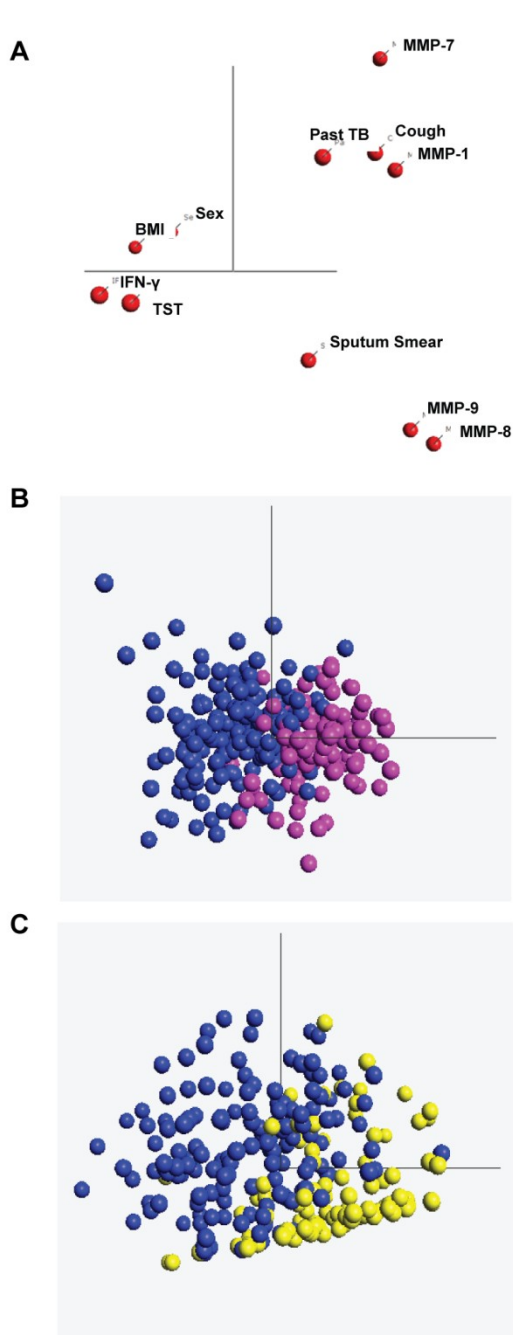 A
MMP-7
Past TB
Cough
MMP-1
Sex
BMI
IFN-γ
TST
Sputum Smear
MMP-9
MMP-8
B
C